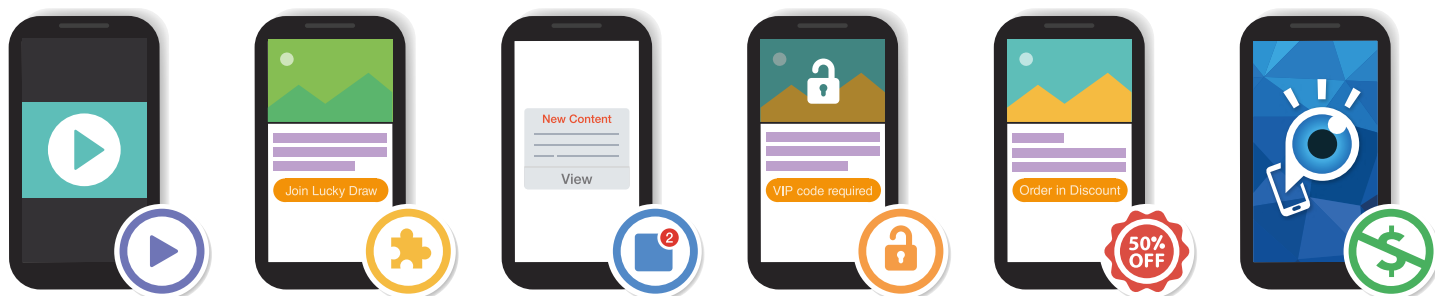 Join Lucky Draw
New Content
View
2
VIP code required
Order in Discount
50%
OFF
$